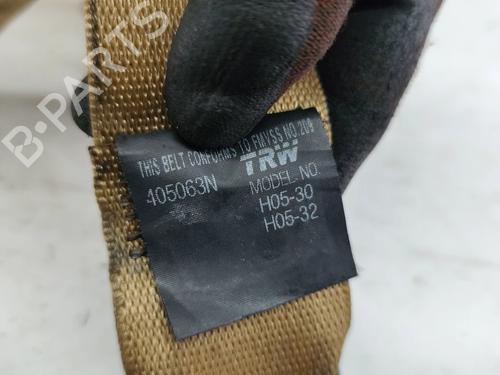 B-PARTS
THIS BELT CONFORMS TO FMVSS NO.209
TRW
405063N
MODEL NO.
H05-30
H05-32